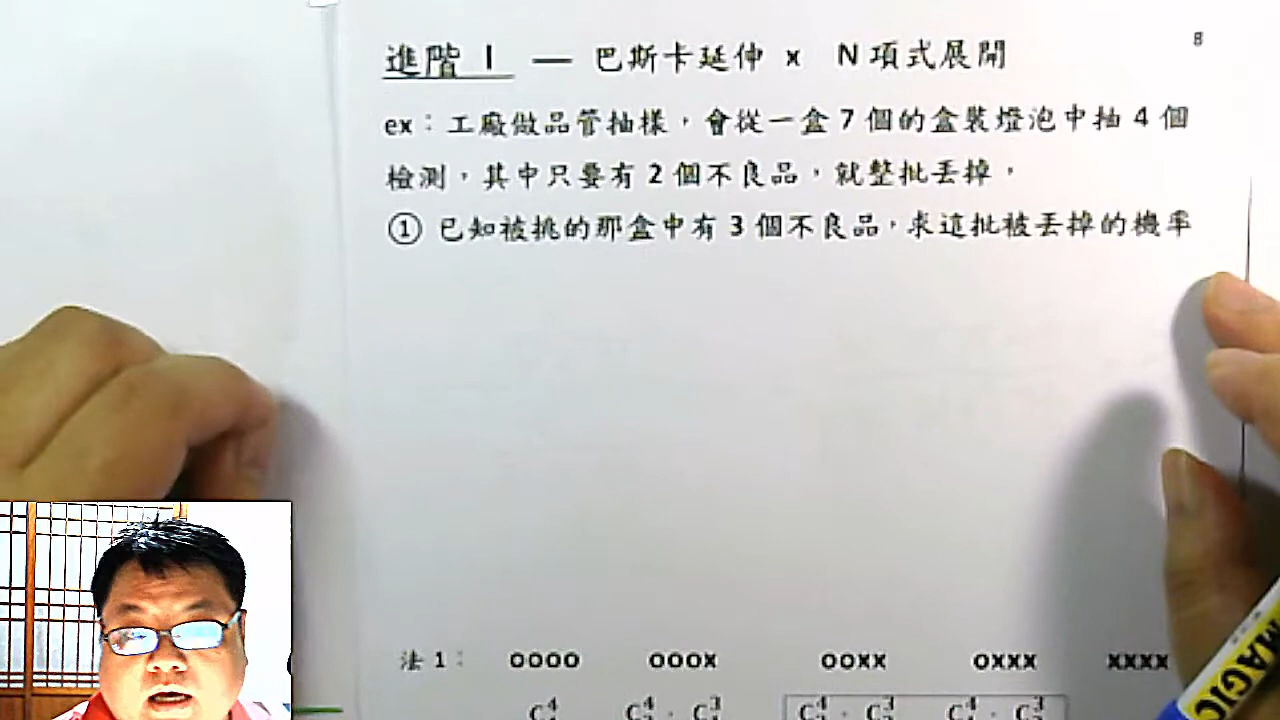 8
進階 1 — 巴斯卡延伸 x N 項式展開
ex：工廠做品管抽樣，會從一盒 7 個的盒裝燈泡中抽 4 個
檢測，其中只要有 2 個不良品，就整批丟掉，
① 已知被挑的那盒中有 3 個不良品，求這批被丟掉的機率
法 1： OOOO OOOX OOXX OXXX XXXX
MAGIC